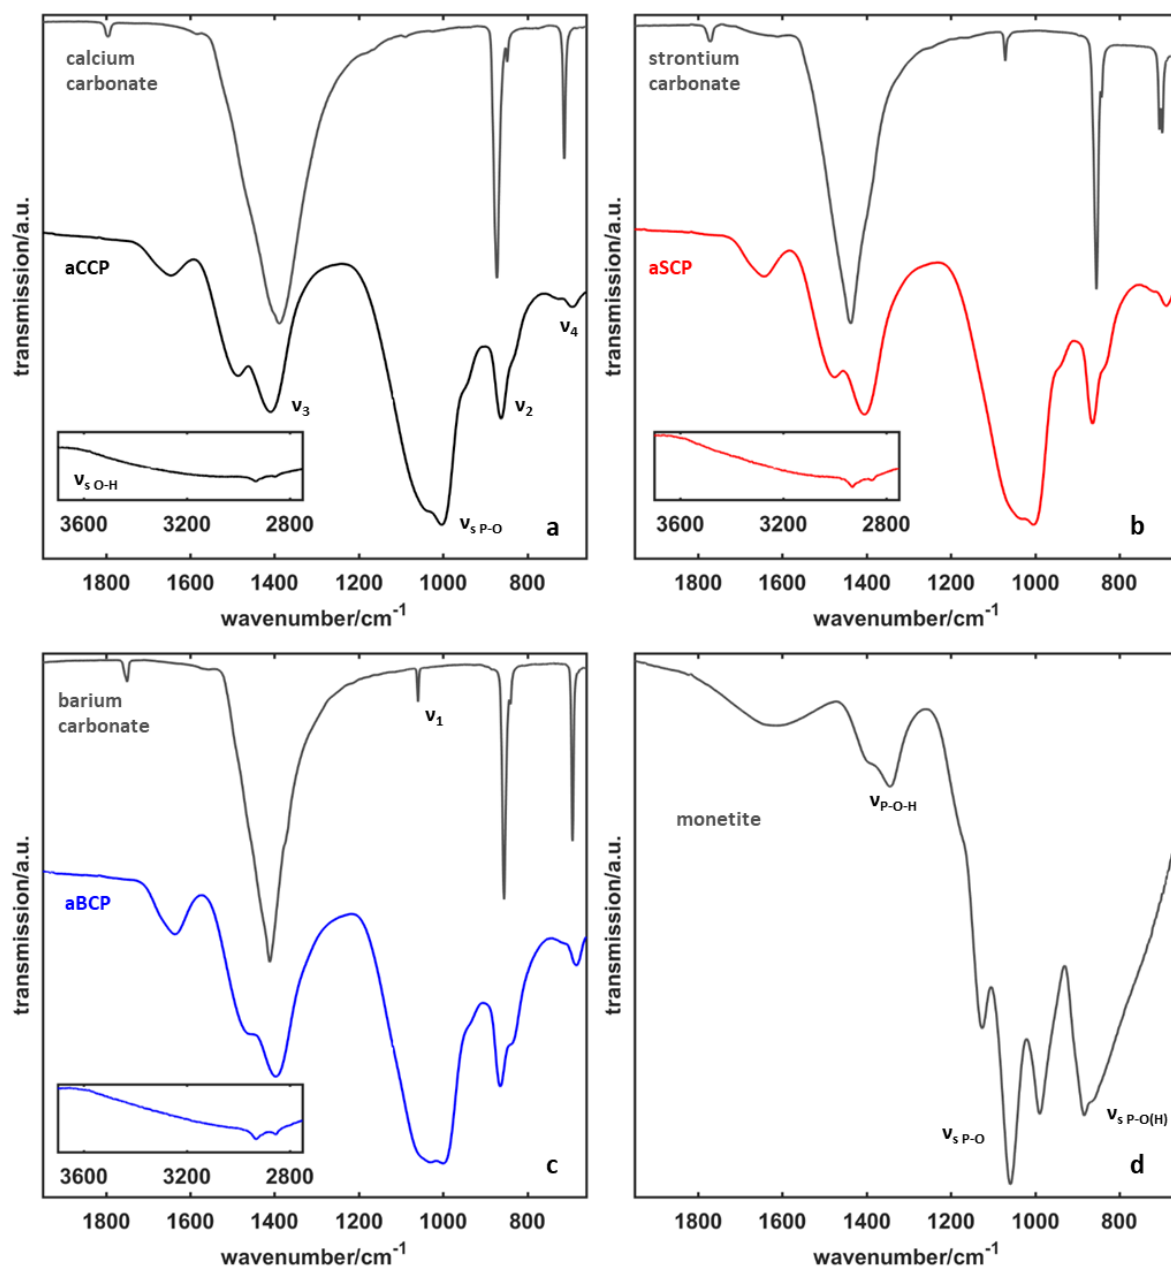 calcium
carbonate
aCCP
ν3
ν2
ν4
νs O-H
3600 3200 2800
νs P-O
a
1800 1600 1400 1200 1000 800
wavenumber/cm-1
transmission/a.u.
strontium
carbonate
aSCP
3600 3200 2800
b
1800 1600 1400 1200 1000 800
wavenumber/cm-1
transmission/a.u.
barium
carbonate
ν1
aBCP
3600 3200 2800
c
1800 1600 1400 1200 1000 800
wavenumber/cm-1
transmission/a.u.
νP-O-H
monetite
νs P-O(H)
νs P-O
d
1800 1600 1400 1200 1000 800
wavenumber/cm-1
transmission/a.u.